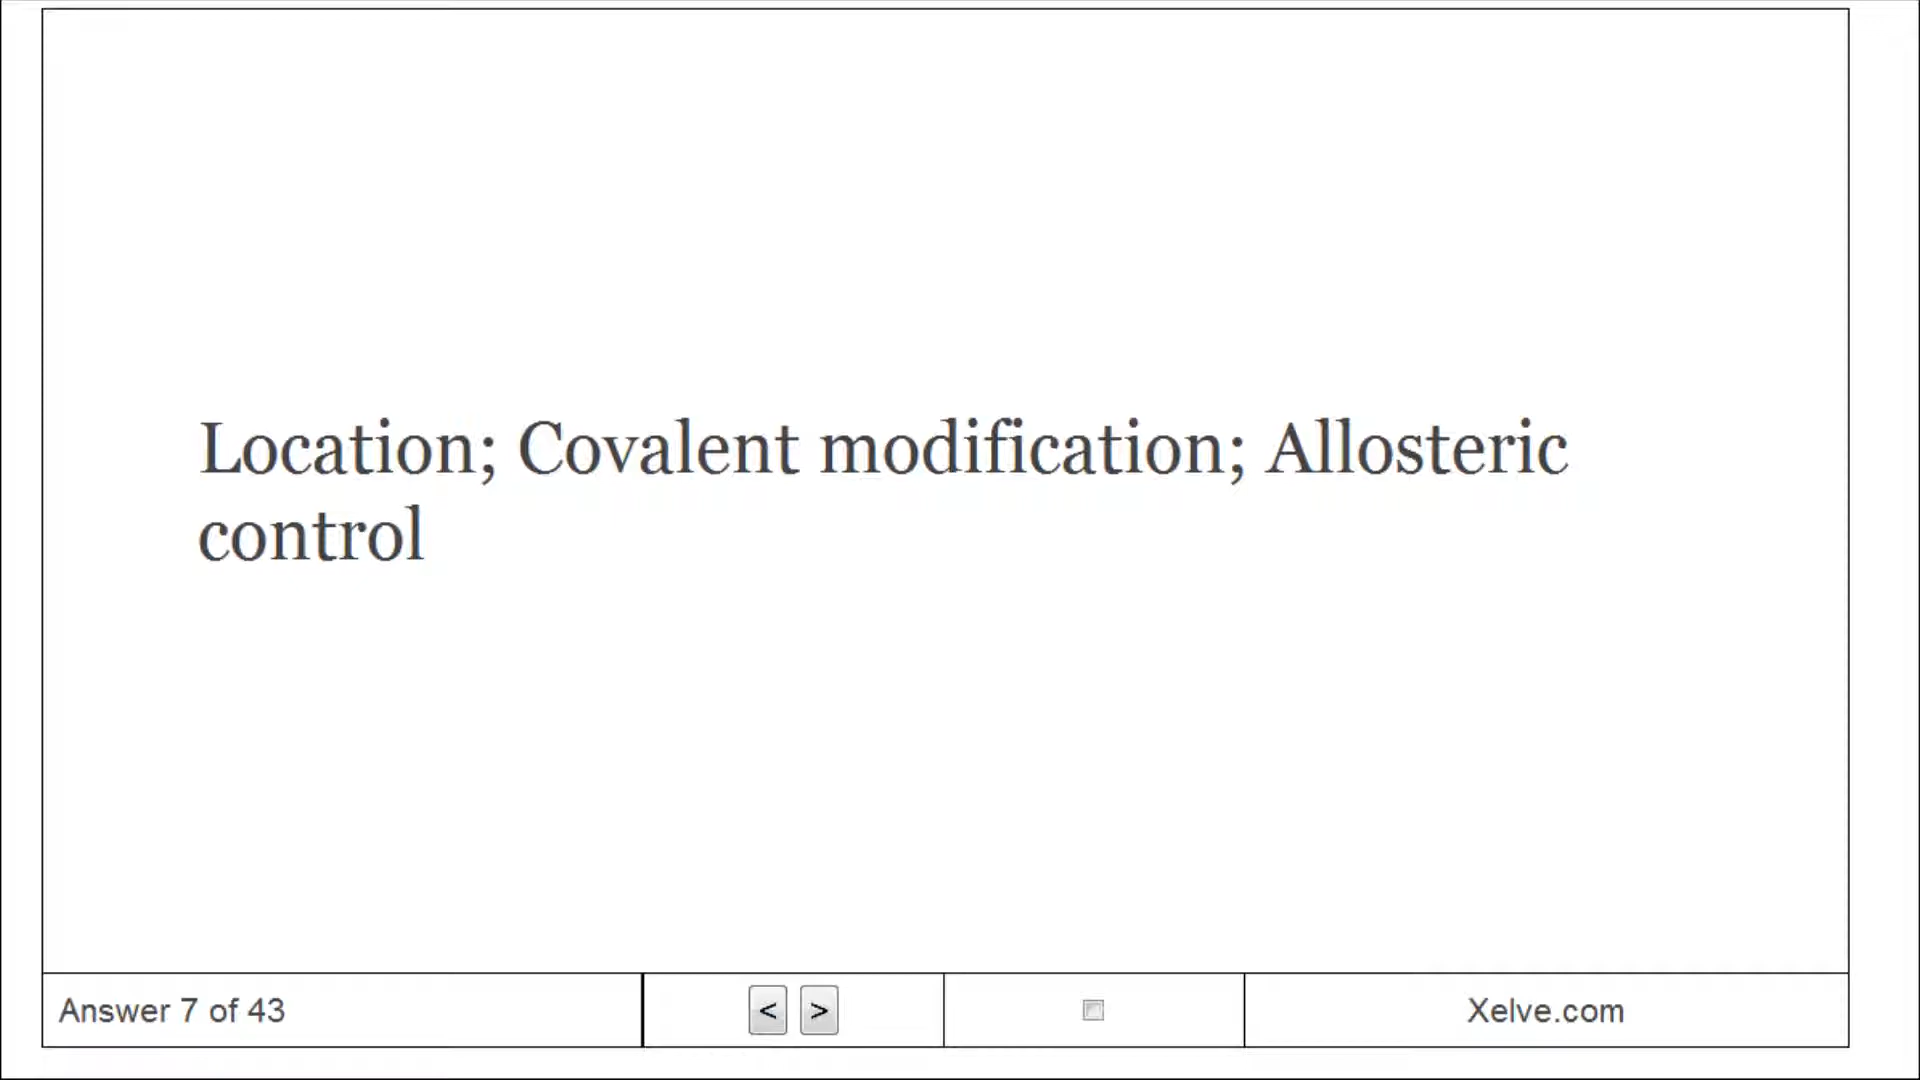 Location; Covalent modification; Allosteric
control
Answer 7 of 43
< >
Xelve.com